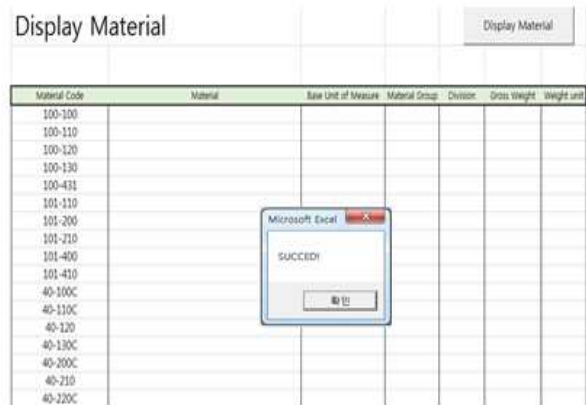 Display Material
Display Material
Material Code Material Base Unit of Measure Material Group Division Gross Weight Weight unit
100-100
100-110
100-120
100-130
100-431
101-110
101-200
101-210
101-400
101-410
40-100C
40-110C
40-120
40-130C
40-200C
40-210
40-220C
Microsoft Excel
SUCCED!
확인